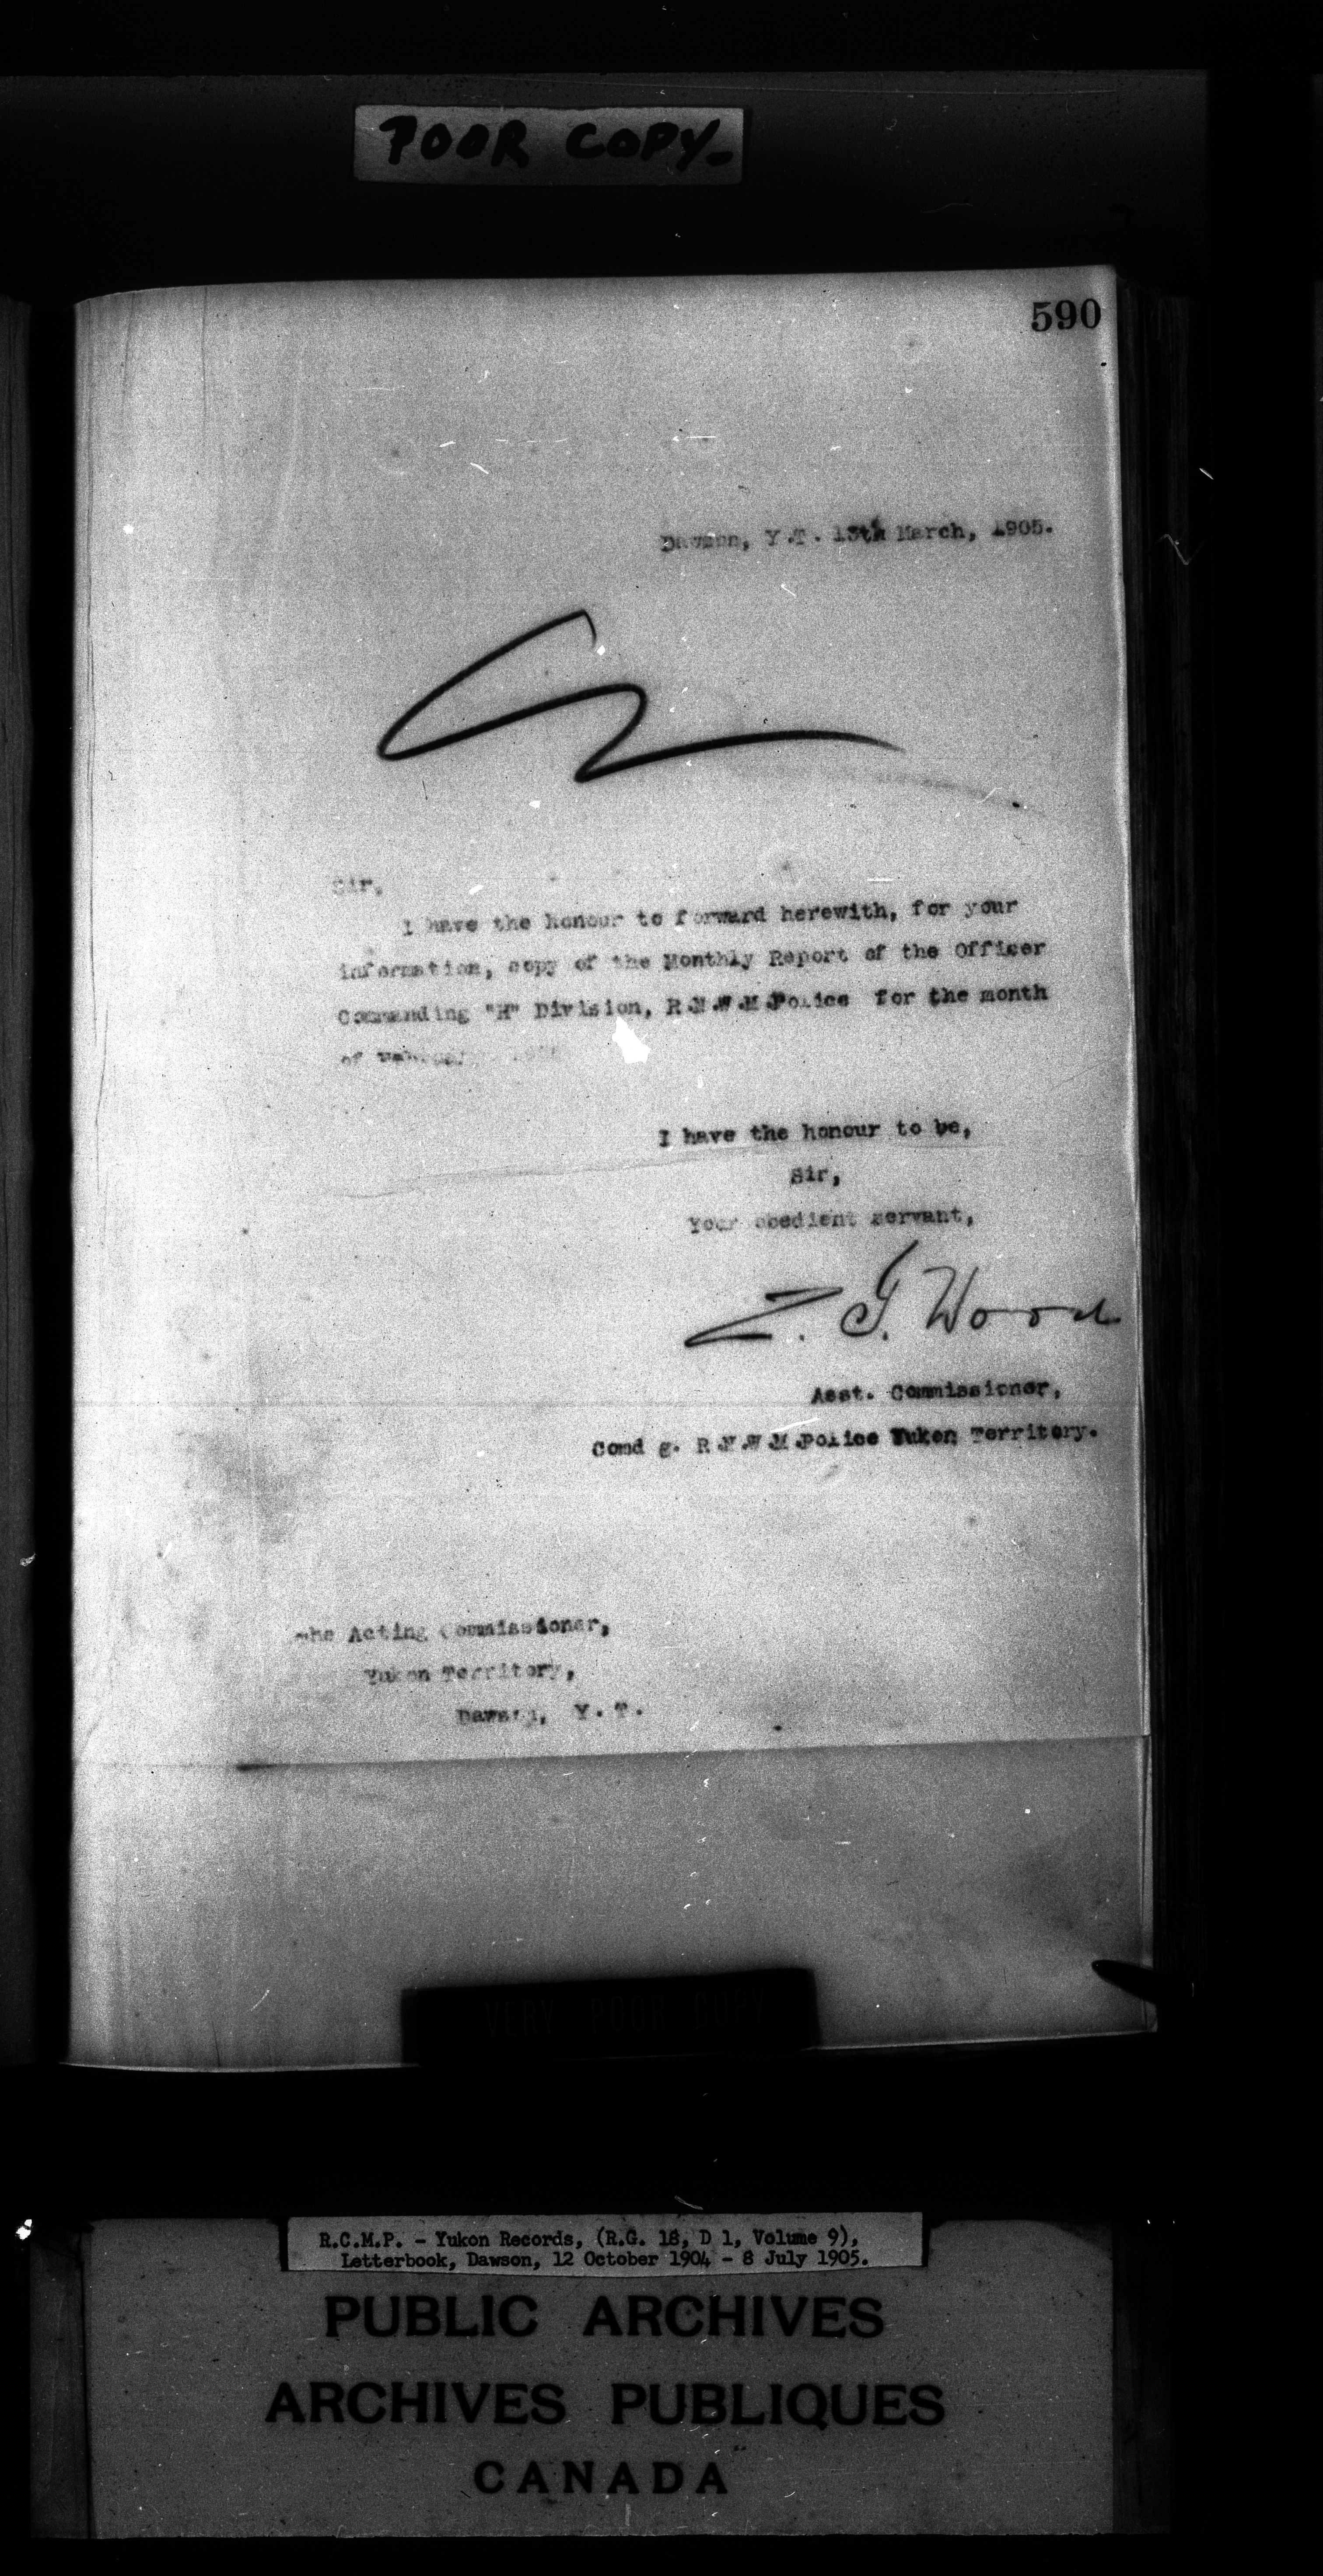 POOR COPY.
590
Dawson, Y.T. 13th March, 1905.
Sir,
I have the honour to forward herewith, for your
information, copy of the Monthly Report of the Officer
Commanding "H" Division, R.N.W.M.Police for the month
of
I have the honour to be,
Sir,
Your obedient servant,
Z. T. Wood
Asst. Commissioner,
Comd g. R.N.W.M.Police Yukon Territory.
The Acting Commissioner,
Yukon Territory,
Dawson, Y.T.
VERY POOR COPY
R.C.M.P. - Yukon Records, (R.G. 18, D 1, Volume 9),
Letterbook, Dawson, 12 October 1904 - 8 July 1905.
PUBLIC ARCHIVES
ARCHIVES PUBLIQUES
CANADA